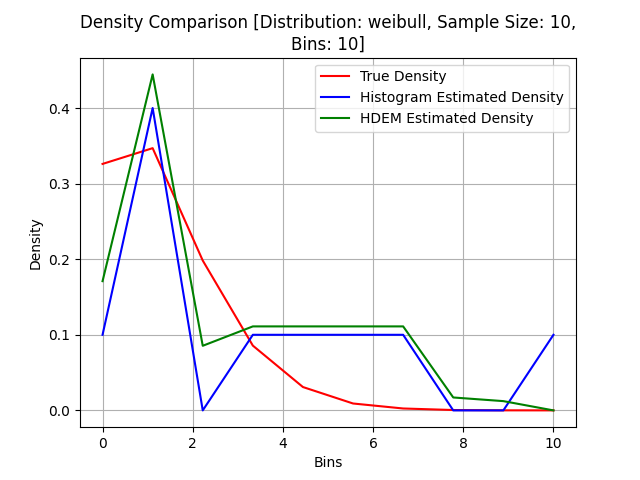 Density Comparison [Distribution: weibull, Sample Size: 10,
Bins: 10]
True Density
Histogram Estimated Density
HDEM Estimated Density
Density
0.4
0.3
0.2
0.1
0.0
0 2 4 6 8 10
Bins